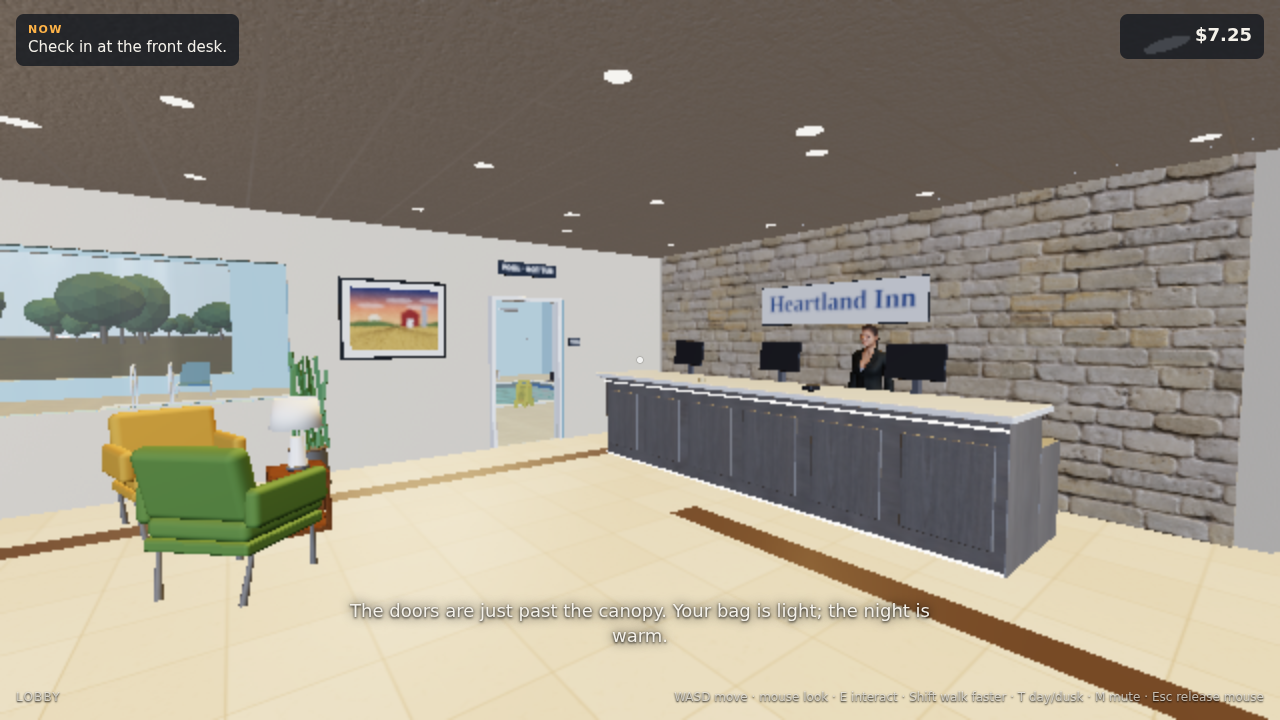 NOW
Check in at the front desk.
$7.25
Heartland Inn
The doors are just past the canopy. Your bag is light; the night is
warm.
LOBBY
WASD move · mouse look · E interact · Shift walk faster · T day/dusk · M mute · Esc release mouse